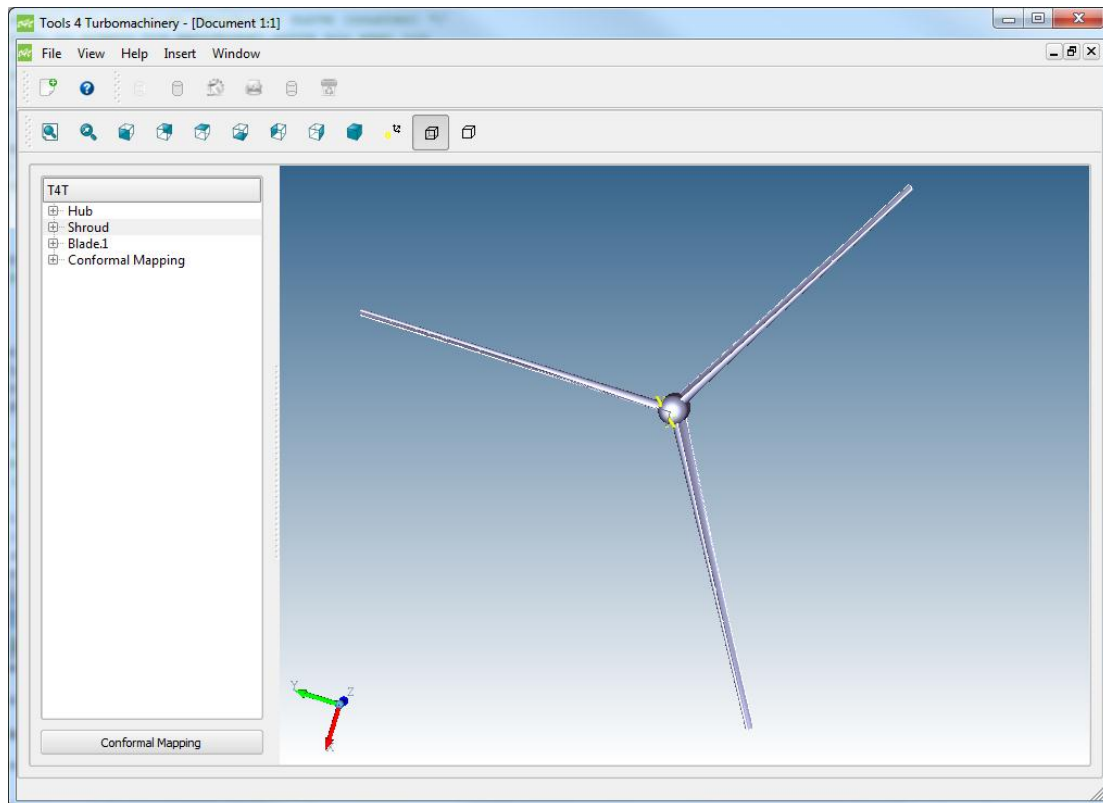 Tools 4 Turbomachinery - [Document 1:1]
File View Help Insert Window
T4T
Hub
Shroud
Blade.1
Conformal Mapping
Y
Z
X
Conformal Mapping